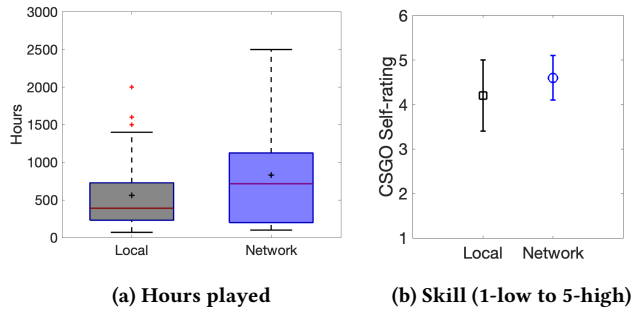 3000
2500
2000
1500
1000
500
0
Hours
Local
Network
(a) Hours played
6
5
4
3
2
1
CSGO Self-rating
Local
Network
(b) Skill (1-low to 5-high)